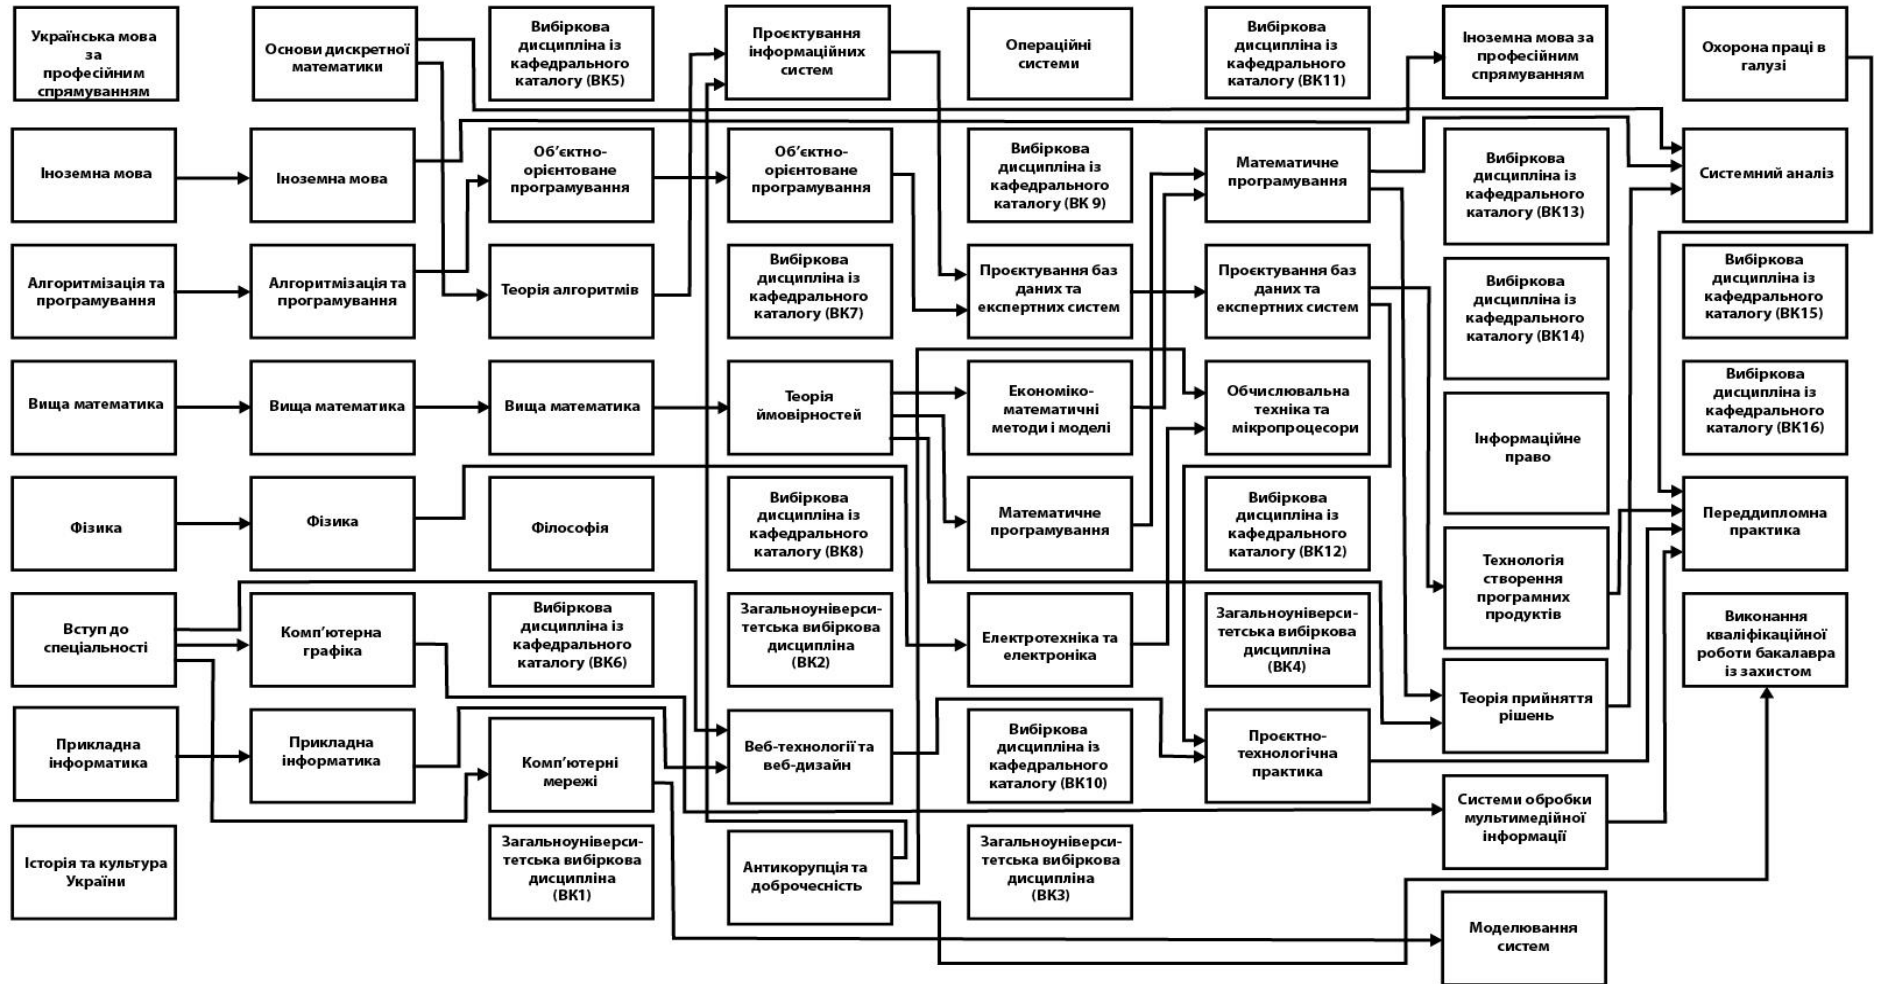 Українська мова
за
професійним
спрямуванням
Іноземна мова
Алгоритмізація та
програмування
Вища математика
Фізика
Вступ до
спеціальності
Прикладна
інформатика
Історія та культура
України
Основи дискретної
математики
Іноземна мова
Алгоритмізація та
програмування
Вища математика
Фізика
Комп’ютерна
графіка
Прикладна
інформатика
Вибіркова
дисципліна із
кафедрального
каталогу (ВК5)
Об’єктно-
орієнтоване
програмування
Теорія алгоритмів
Вища математика
Філософія
Вибіркова
дисципліна із
кафедрального
каталогу (ВК6)
Комп’ютерні
мережі
Загальноуніверси-
тетська вибіркова
дисципліна
(ВК1)
Проєктування
інформаційних
систем
Об’єктно-
орієнтоване
програмування
Вибіркова
дисципліна із
кафедрального
каталогу (ВК7)
Теорія
ймовірностей
Вибіркова
дисципліна із
кафедрального
каталогу (ВК8)
Загальноуніверси-
тетська вибіркова
дисципліна
(ВК2)
Веб-технології та
веб-дизайн
Антикорупція та
доброчесність
Операційні
системи
Вибіркова
дисципліна із
кафедрального
каталогу (ВК 9)
Проєктування баз
даних та
експертних систем
Економіко-
математичні
методи і моделі
Математичне
програмування
Електротехніка та
електроніка
Вибіркова
дисципліна із
кафедрального
каталогу (ВК10)
Загальноуніверси-
тетська вибіркова
дисципліна
(ВК3)
Вибіркова
дисципліна із
кафедрального
каталогу (ВК11)
Математичне
програмування
Проєктування баз
даних та
експертних систем
Обчислювальна
техніка та
мікропроцесори
Вибіркова
дисципліна із
кафедрального
каталогу (ВК12)
Загальноуніверси-
тетська вибіркова
дисципліна
(ВК4)
Проєктно-
технологічна
практика
Іноземна мова за
професійним
спрямуванням
Вибіркова
дисципліна із
кафедрального
каталогу (ВК13)
Вибіркова
дисципліна із
кафедрального
каталогу (ВК14)
Інформаційне
право
Технологія
створення
програмних
продуктів
Теорія прийняття
рішень
Системи обробки
мультимедійної
інформації
Моделювання
систем
Охорона праці в
галузі
Системний аналіз
Вибіркова
дисципліна із
кафедрального
каталогу (ВК15)
Вибіркова
дисципліна із
кафедрального
каталогу (ВК16)
Переддипломна
практика
Виконання
кваліфікаційної
роботи бакалавра
із захистом